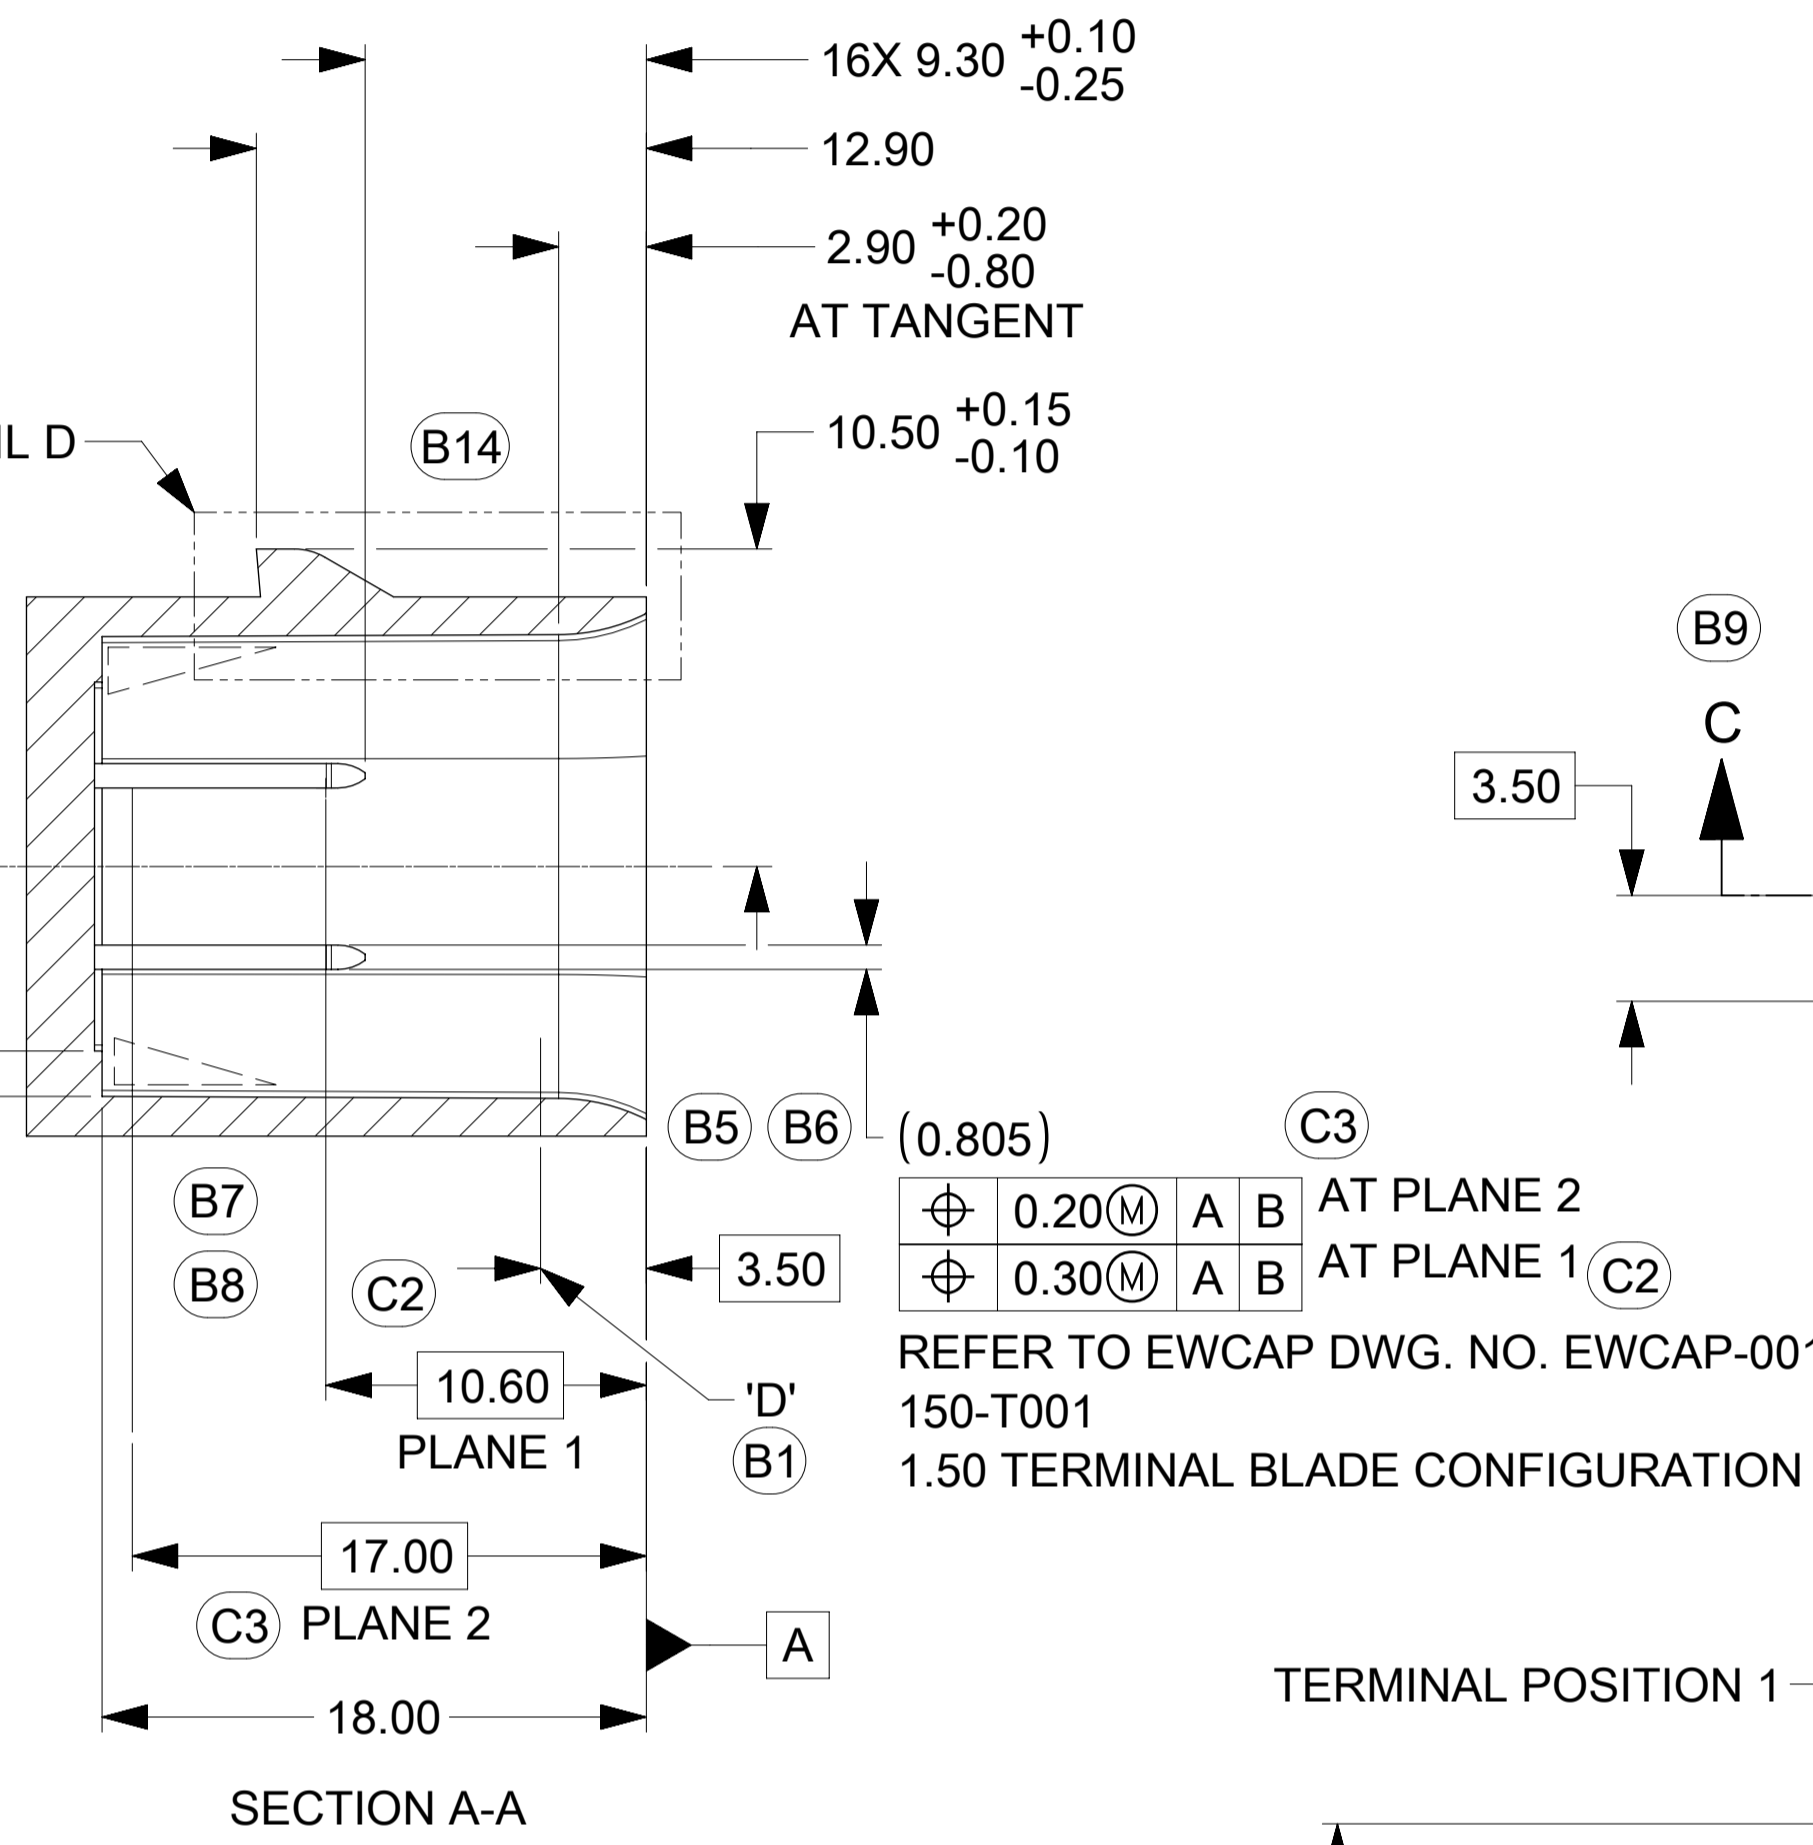 16X 9.30 +0.10 -0.25
12.90
2.90 +0.20 -0.80
AT TANGENT
10.50 +0.15 -0.10
B14
D
B9
C
3.50
B5 B6 (0.805)
C3
0.20 Ⓜ A B AT PLANE 2
0.30 Ⓜ A B AT PLANE 1 C2
REFER TO EWCAP DWG. NO. EWCAP-001
150-T001
1.50 TERMINAL BLADE CONFIGURATION
B7
B8
C2
3.50
10.60
PLANE 1
'D'
B1
17.00
C3 PLANE 2
A
18.00
TERMINAL POSITION 1
SECTION A-A